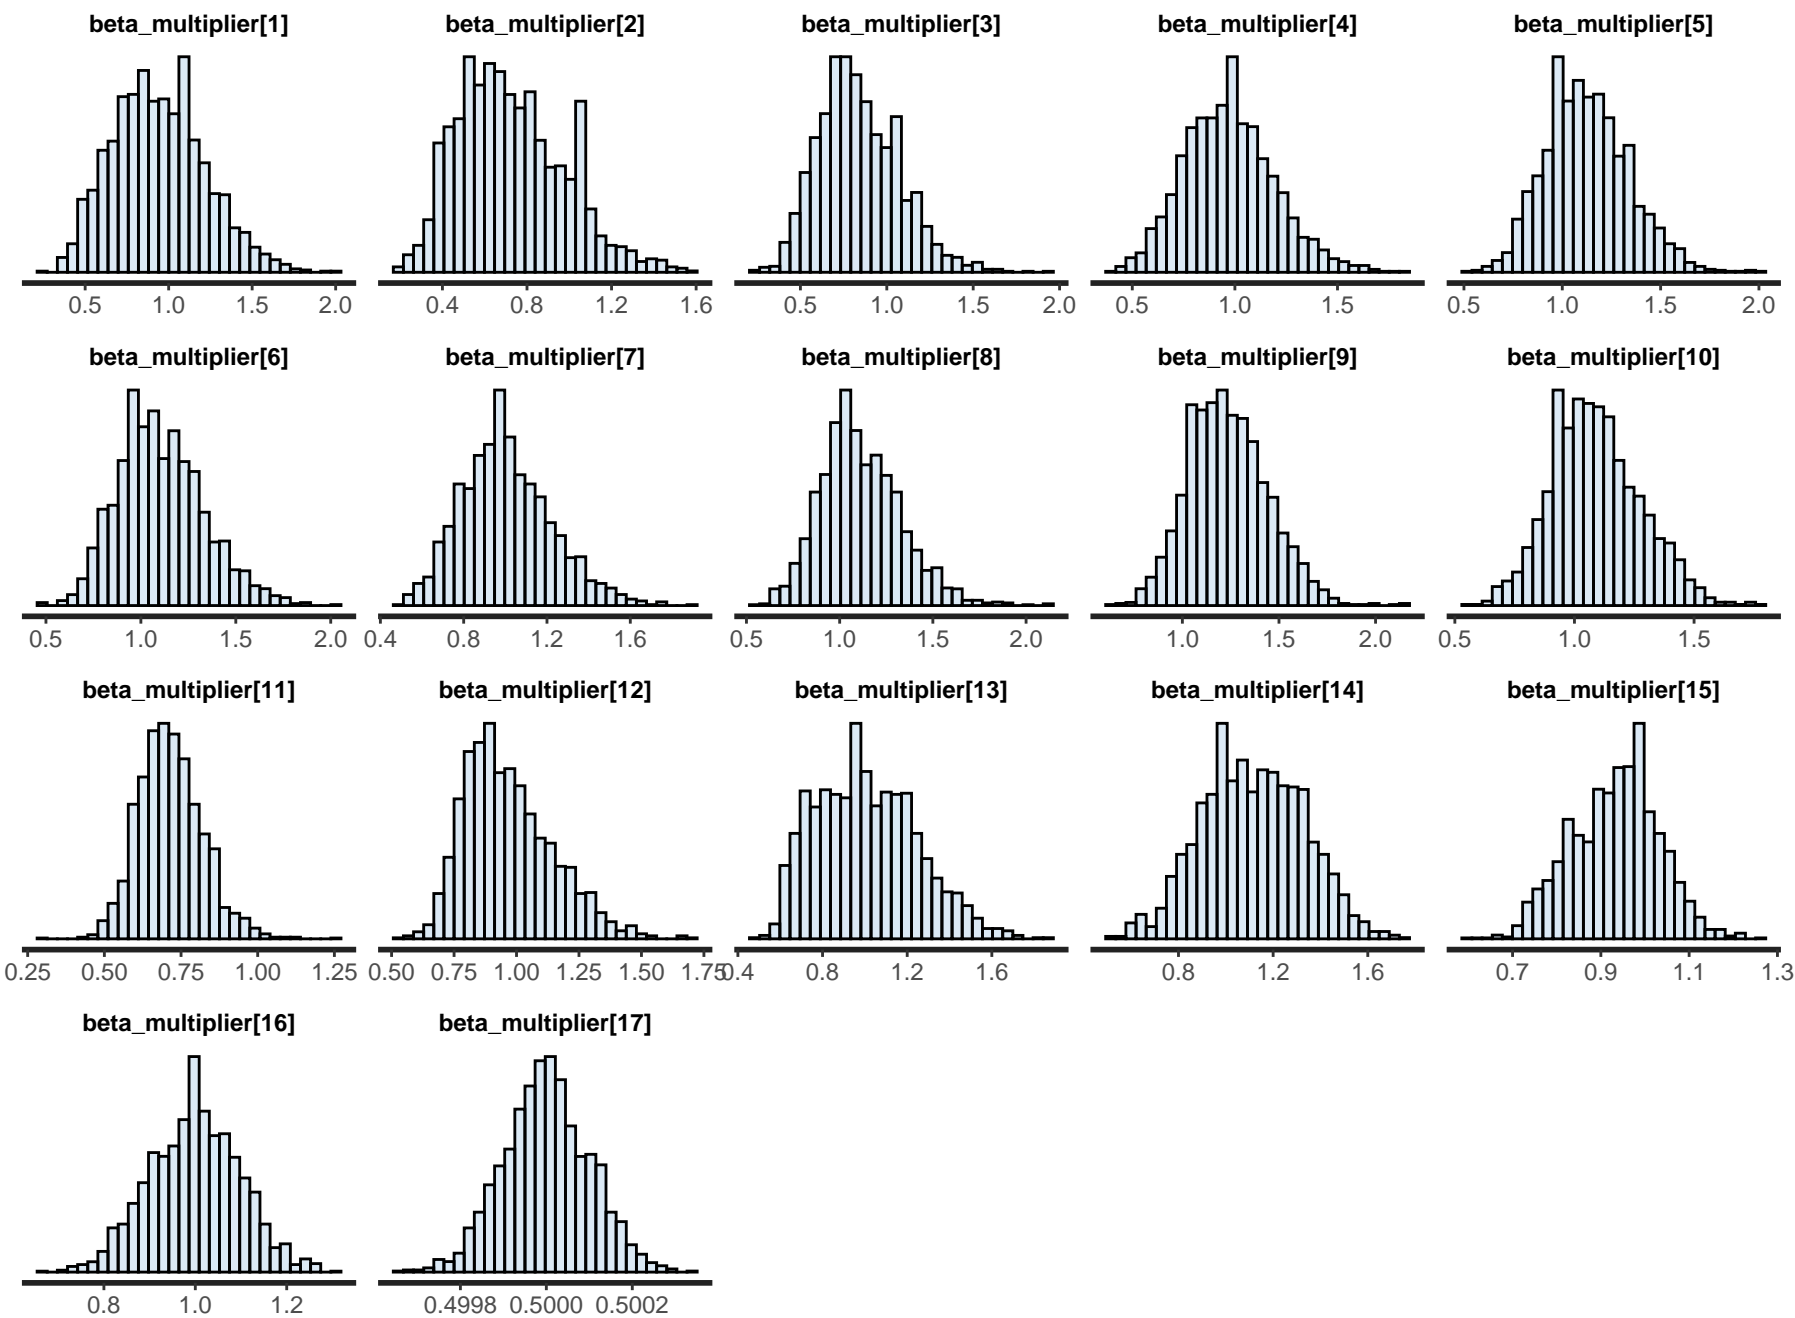 beta_multiplier[1] beta_multiplier[2] beta_multiplier[3] beta_multiplier[4] beta_multiplier[5]
0.5 1.0 1.5 2.0 0.4 0.8 1.2 1.6 0.5 1.0 1.5 2.0 0.5 1.0 1.5 0.5 1.0 1.5 2.0
beta_multiplier[6] beta_multiplier[7] beta_multiplier[8] beta_multiplier[9] beta_multiplier[10]
0.5 1.0 1.5 2.0 0.4 0.8 1.2 1.6 0.5 1.0 1.5 2.0 1.0 1.5 2.0 0.5 1.0 1.5
beta_multiplier[11] beta_multiplier[12] beta_multiplier[13] beta_multiplier[14] beta_multiplier[15]
0.25 0.50 0.75 1.00 1.25 0.50 0.75 1.00 1.25 1.50 1.75 0.4 0.8 1.2 1.6 0.8 1.2 1.6 0.7 0.9 1.1 1.3
beta_multiplier[16] beta_multiplier[17]
0.8 1.0 1.2 0.4998 0.5000 0.5002